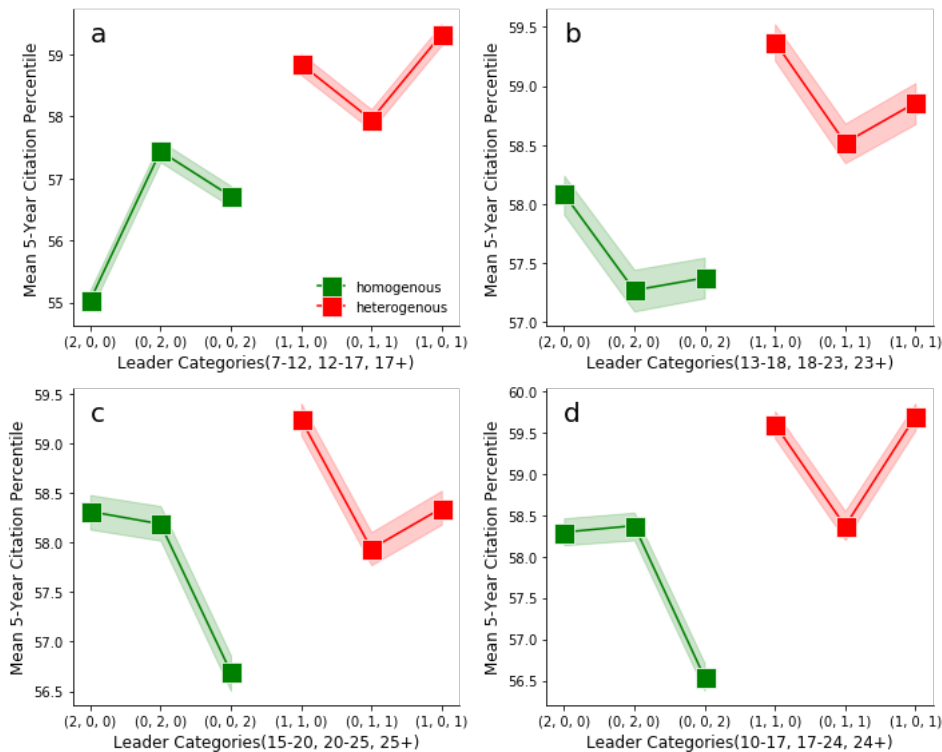 a
Mean 5-Year Citation Percentile
59
58
57
56
55
homogenous
heterogenous
(2, 0, 0) (0, 2, 0) (0, 0, 2) (1, 1, 0) (0, 1, 1) (1, 0, 1)
Leader Categories(7-12, 12-17, 17+)
b
Mean 5-Year Citation Percentile
59.5
59.0
58.5
58.0
57.5
57.0
(2, 0, 0) (0, 2, 0) (0, 0, 2) (1, 1, 0) (0, 1, 1) (1, 0, 1)
Leader Categories(13-18, 18-23, 23+)
c
Mean 5-Year Citation Percentile
59.5
59.0
58.5
58.0
57.5
57.0
56.5
(2, 0, 0) (0, 2, 0) (0, 0, 2) (1, 1, 0) (0, 1, 1) (1, 0, 1)
Leader Categories(15-20, 20-25, 25+)
d
Mean 5-Year Citation Percentile
60.0
59.5
59.0
58.5
58.0
57.5
57.0
56.5
(2, 0, 0) (0, 2, 0) (0, 0, 2) (1, 1, 0) (0, 1, 1) (1, 0, 1)
Leader Categories(10-17, 17-24, 24+)